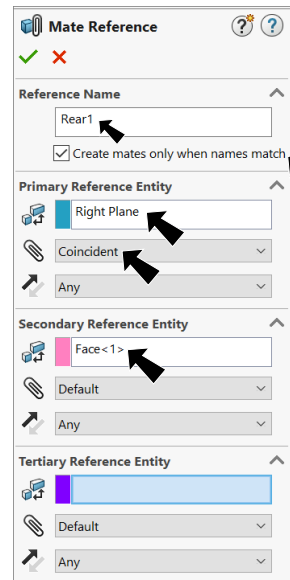 Mate Reference
Reference Name
Rear1
Create mates only when names match
Primary Reference Entity
Right Plane
Coincident
Any
Secondary Reference Entity
Face<1>
Default
Any
Tertiary Reference Entity
Default
Any